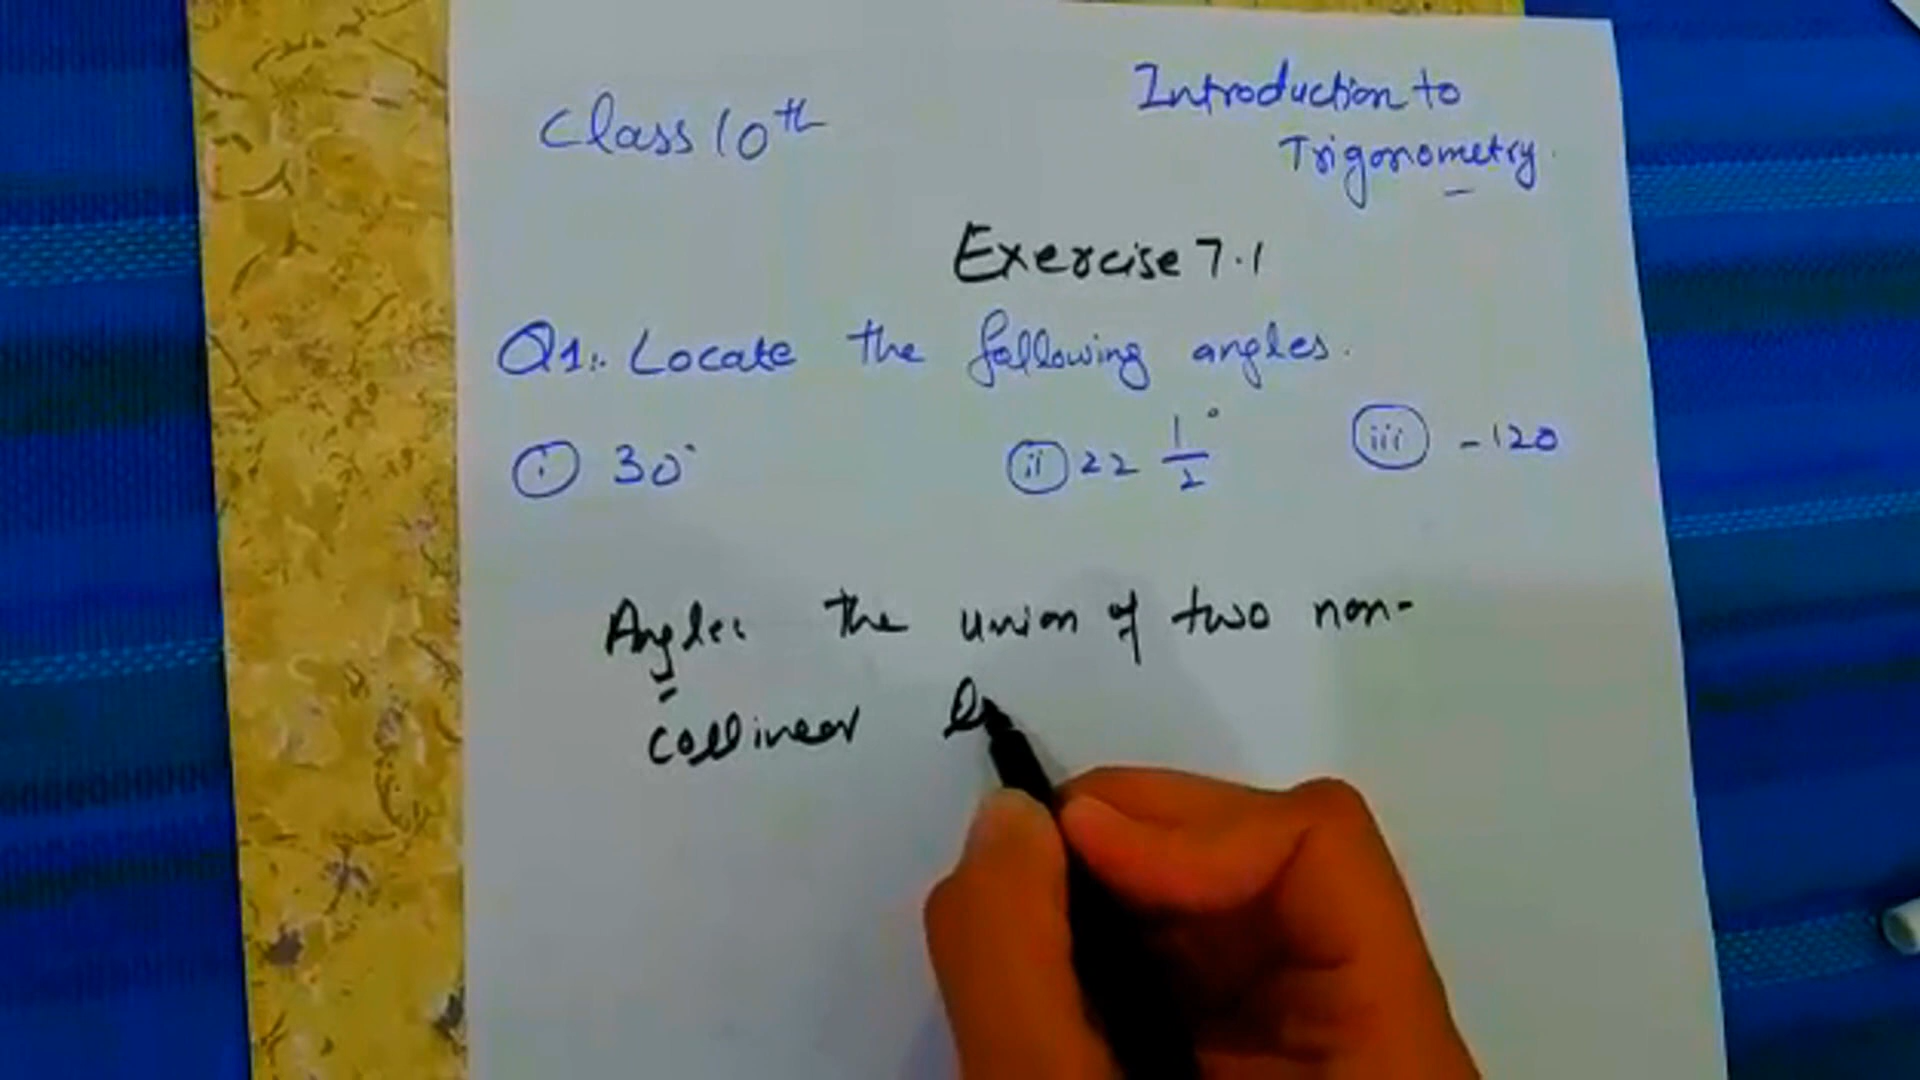 Class 10th
Introduction to
Trigonometry.
Exercise 7.1
Q1:. Locate the following angles.
(i) 30° (ii) 22 1/2° (iii) -120
Angle: the union of two non-
collinear